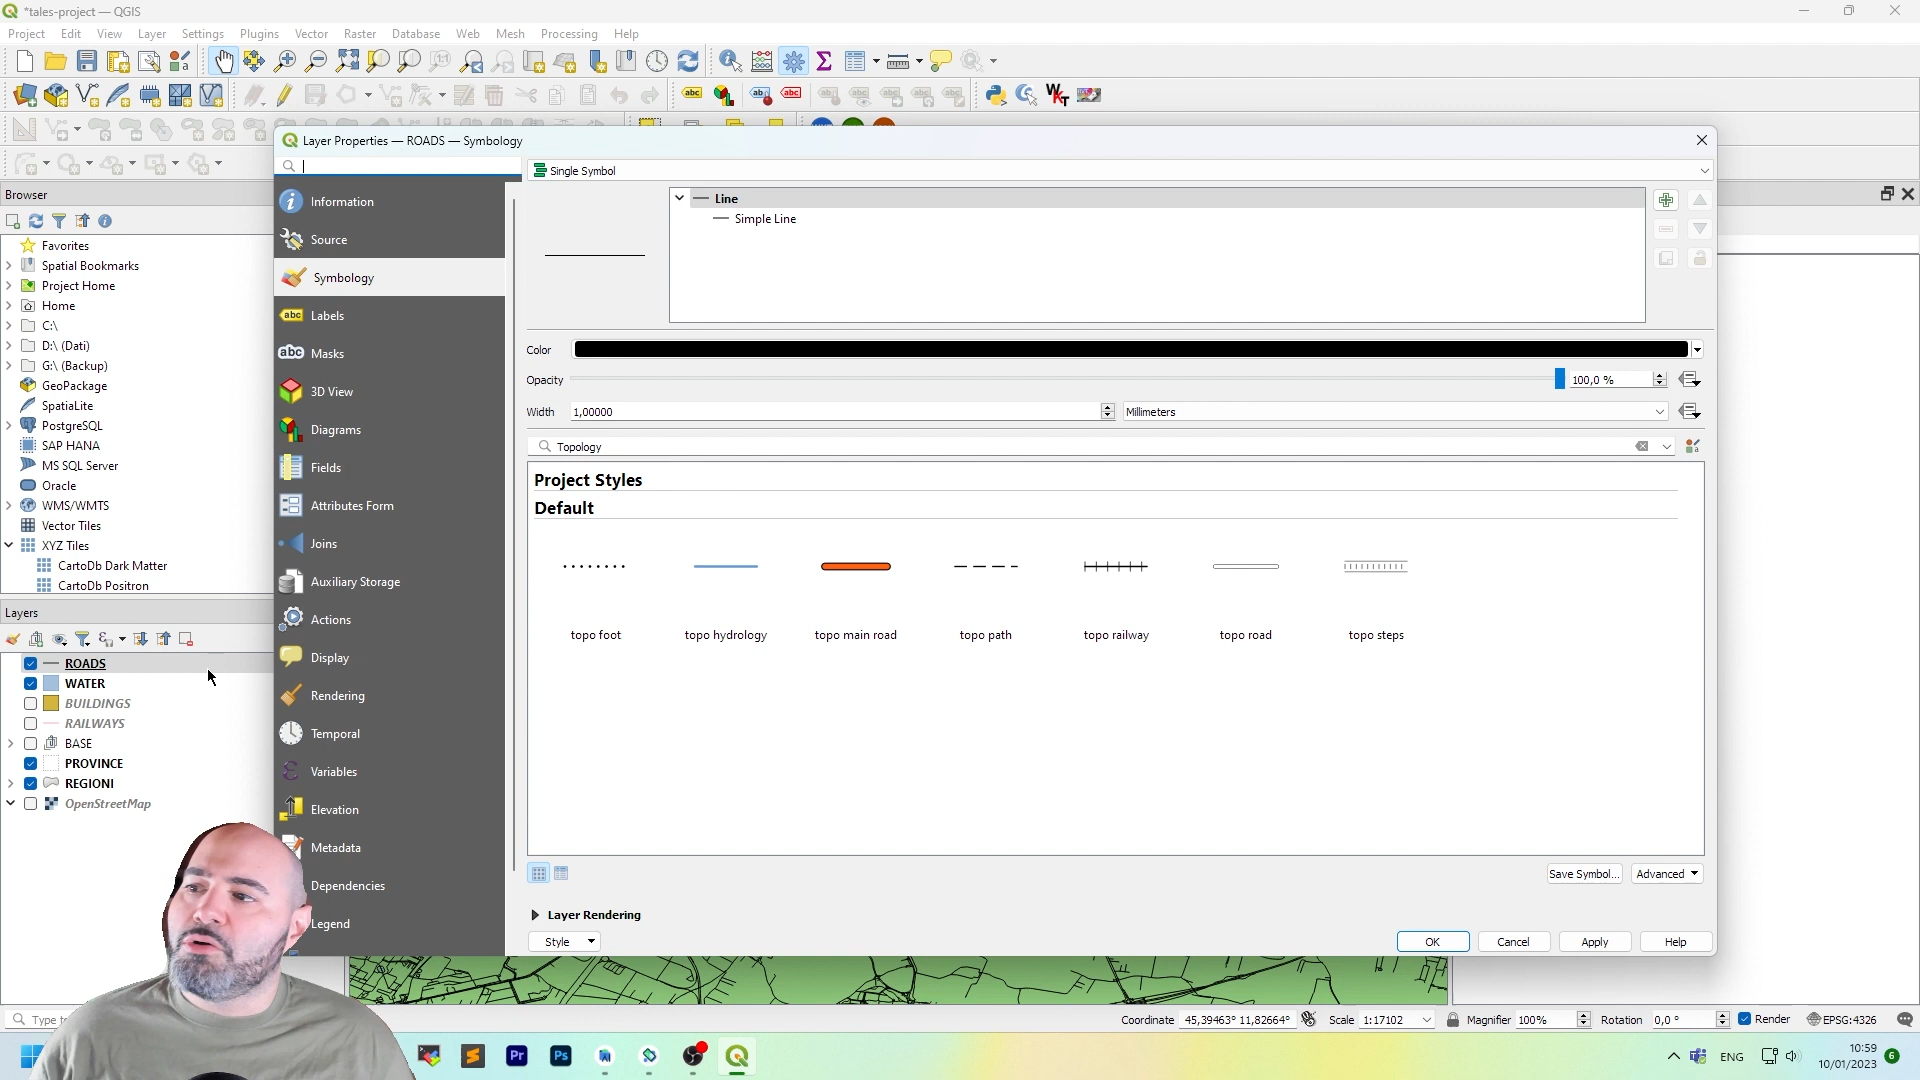 *tales-project — QGIS
Project Edit View Layer Settings Plugins Vector Raster Database Web Mesh Processing Help
Layer Properties — ROADS — Symbology
Browser
Favorites
Spatial Bookmarks
Project Home
Home
C:\
D:\ (Dati)
G:\ (Backup)
GeoPackage
SpatiaLite
PostgreSQL
SAP HANA
MS SQL Server
Oracle
WMS/WMTS
Vector Tiles
XYZ Tiles
CartoDb Dark Matter
CartoDb Positron
Layers
ROADS
WATER
BUILDINGS
RAILWAYS
BASE
PROVINCE
REGIONI
OpenStreetMap
Information
Source
Symbology
Labels
Masks
3D View
Diagrams
Fields
Attributes Form
Joins
Auxiliary Storage
Actions
Display
Rendering
Temporal
Variables
Elevation
Metadata
Dependencies
Legend
Single Symbol
Line
Simple Line
Color
Opacity 100,0 %
Width 1,00000 Millimeters
Topology
Project Styles
Default
topo foot topo hydrology topo main road topo path topo railway topo road topo steps
Save Symbol... Advanced
Layer Rendering
Style OK Cancel Apply Help
Coordinate 45,39463° 11,82664° Scale 1:17102 Magnifier 100% Rotation 0,0 ° Render EPSG:4326
ENG
10:59
10/01/2023
6